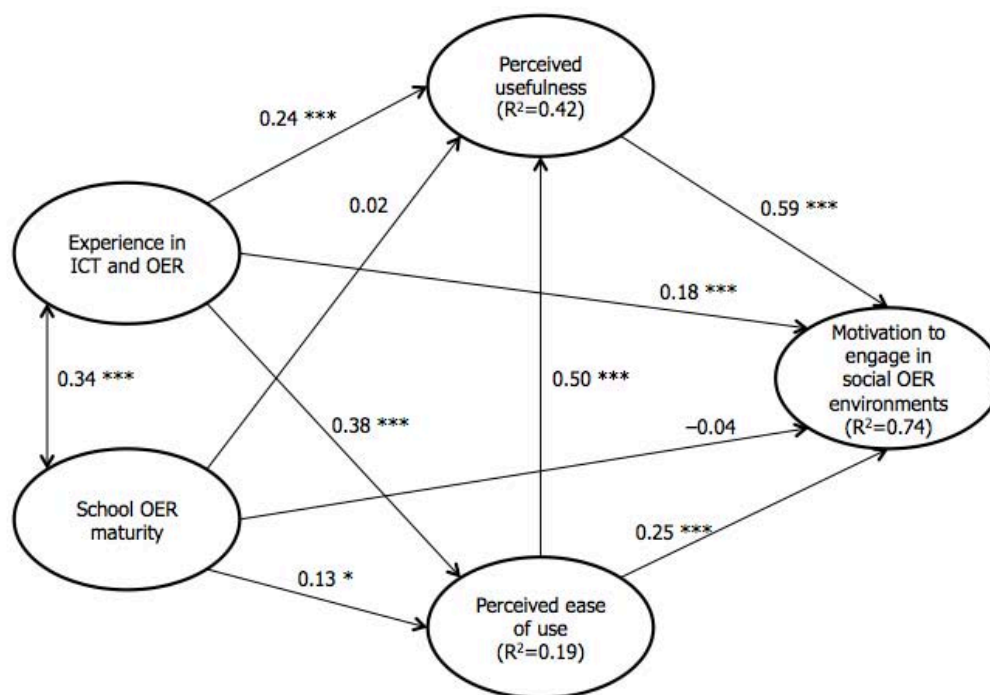 Perceived
usefulness
(R²=0.42)
0.24 ***
0.02
0.59 ***
Experience in
ICT and OER
0.18 ***
Motivation to
engage in
social OER
environments
(R²=0.74)
0.34 ***
0.50 ***
0.38 ***
–0.04
School OER
maturity
0.25 ***
0.13 *
Perceived ease
of use
(R²=0.19)